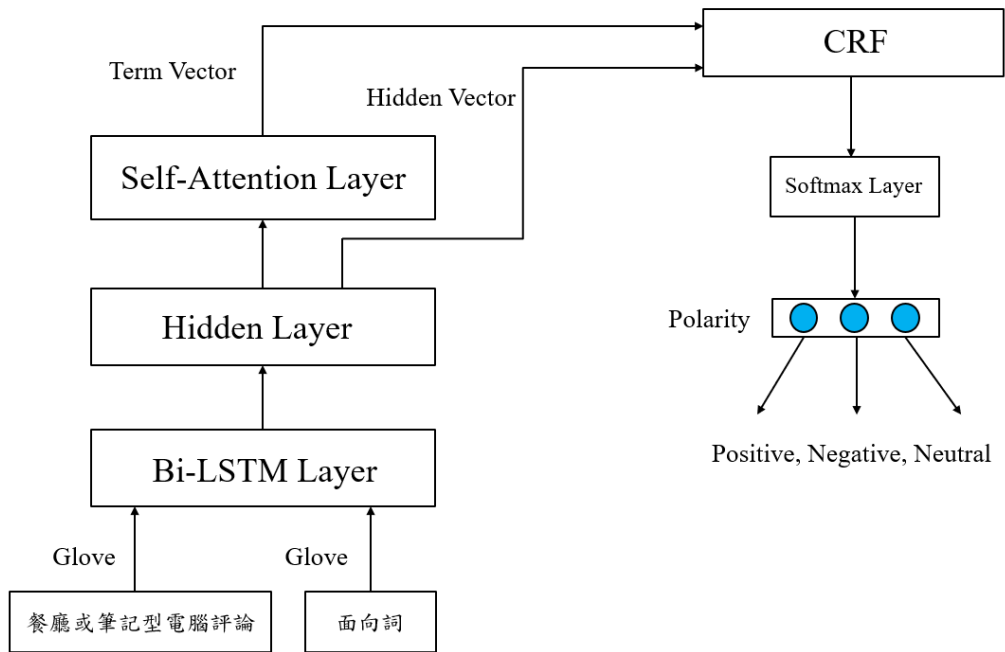 CRF
Term Vector
Hidden Vector
Self-Attention Layer
Softmax Layer
Hidden Layer
Polarity
Positive, Negative, Neutral
Bi-LSTM Layer
Glove
Glove
餐廳或筆記型電腦評論
面向詞